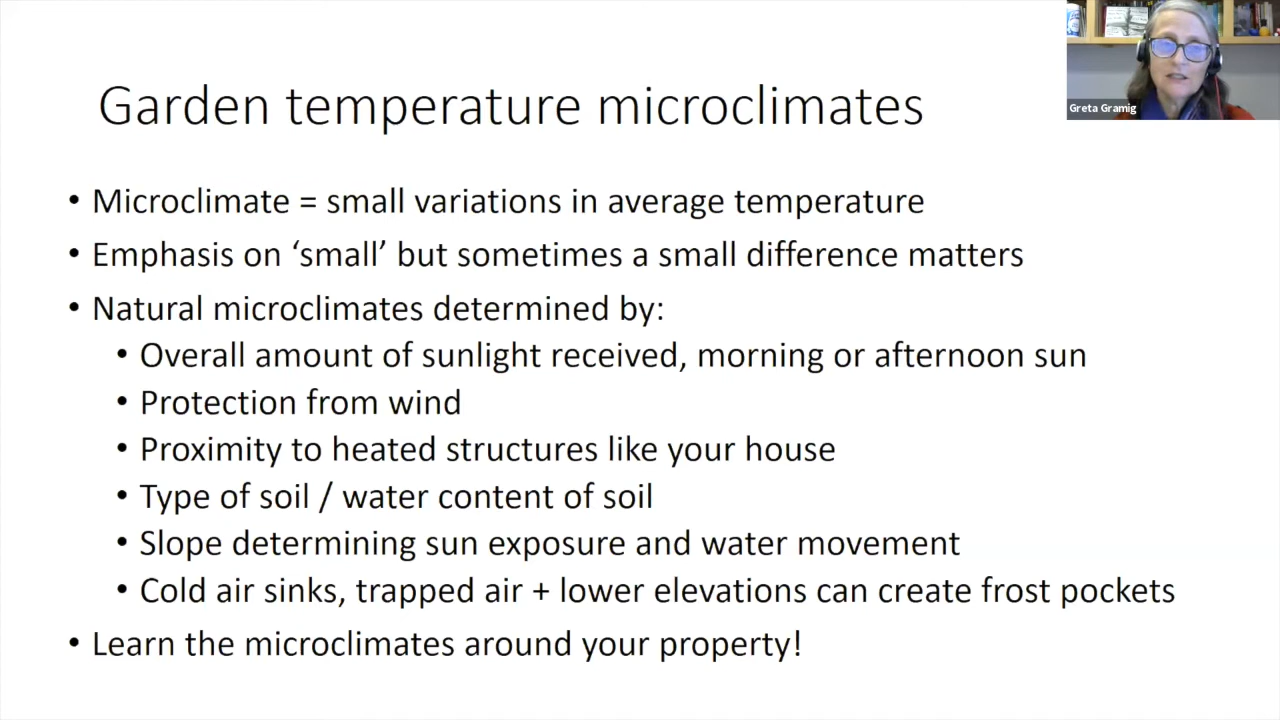 Garden temperature microclimates
Greta Gramig
• Microclimate = small variations in average temperature
• Emphasis on ‘small’ but sometimes a small difference matters
• Natural microclimates determined by:
• Overall amount of sunlight received, morning or afternoon sun
• Protection from wind
• Proximity to heated structures like your house
• Type of soil / water content of soil
• Slope determining sun exposure and water movement
• Cold air sinks, trapped air + lower elevations can create frost pockets
• Learn the microclimates around your property!